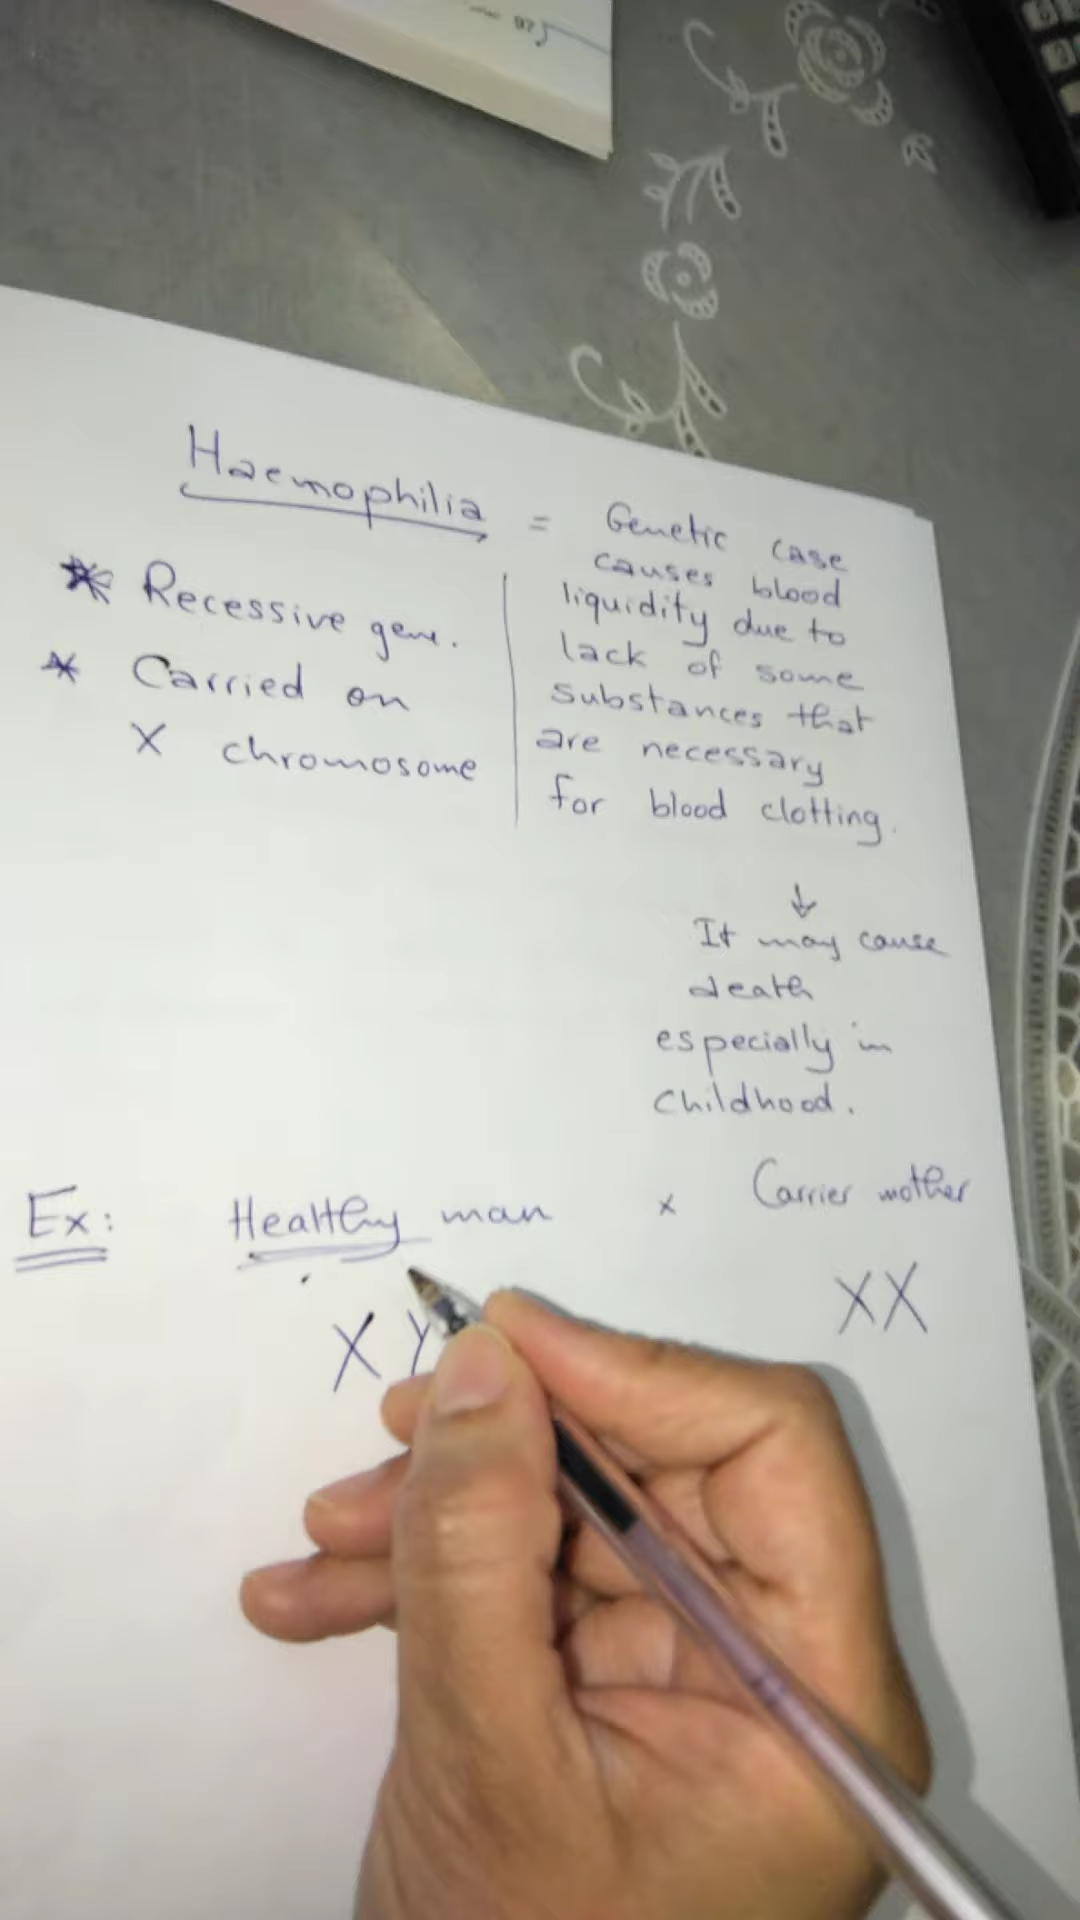 Haemophilia = Genetic case
causes blood
liquidity due to
lack of some
substances that
are necessary
for blood clotting.
* Recessive gene.
* Carried on
X chromosome
↓
It may cause
death
especially in
childhood.
Ex: Healthy man x Carrier mother
X Y XX